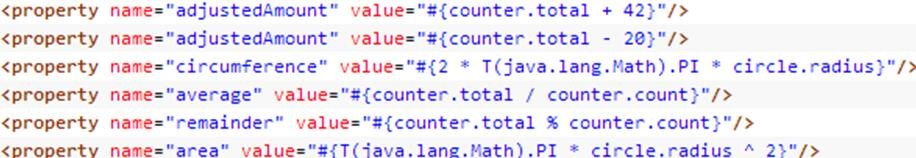 <property name="adjustedAmount" value="#{counter.total + 42}"/>
<property name="adjustedAmount" value="#{counter.total - 20}"/>
<property name="circumference" value="#{2 * T(java.lang.Math).PI * circle.radius}"/>
<property name="average" value="#{counter.total / counter.count}"/>
<property name="remainder" value="#{counter.total % counter.count}"/>
<property name="area" value="#{T(java.lang.Math).PI * circle.radius ^ 2}"/>